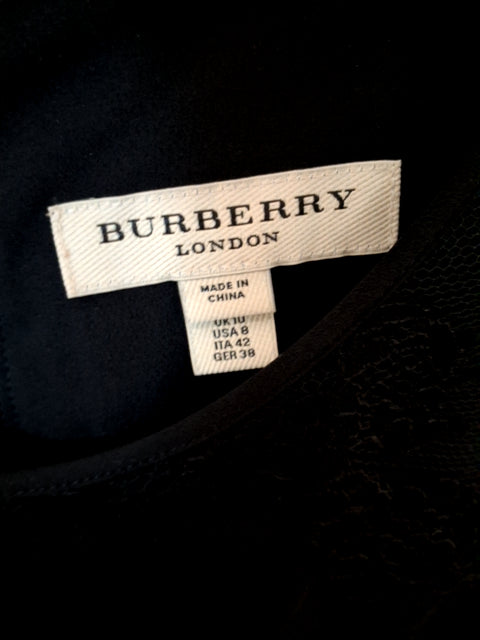 BURBERRY
LONDON
MADE IN
CHINA
UK 10
USA 8
ITA 42
GER 38